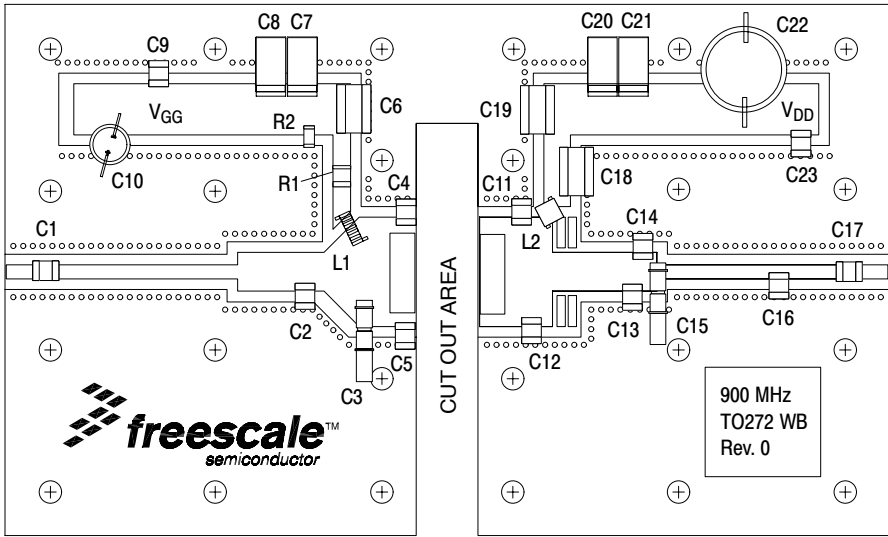 C8 C7
C20 C21
C22
C9
VGG
C6
C19
VDD
R2
C10
R1
C4
C11
C18
C23
C1
L1
L2
C14
C17
C2
C3
C5
CUT OUT AREA
C12
C13
C15
C16
freescale™
semiconductor
900 MHz
TO272 WB
Rev. 0